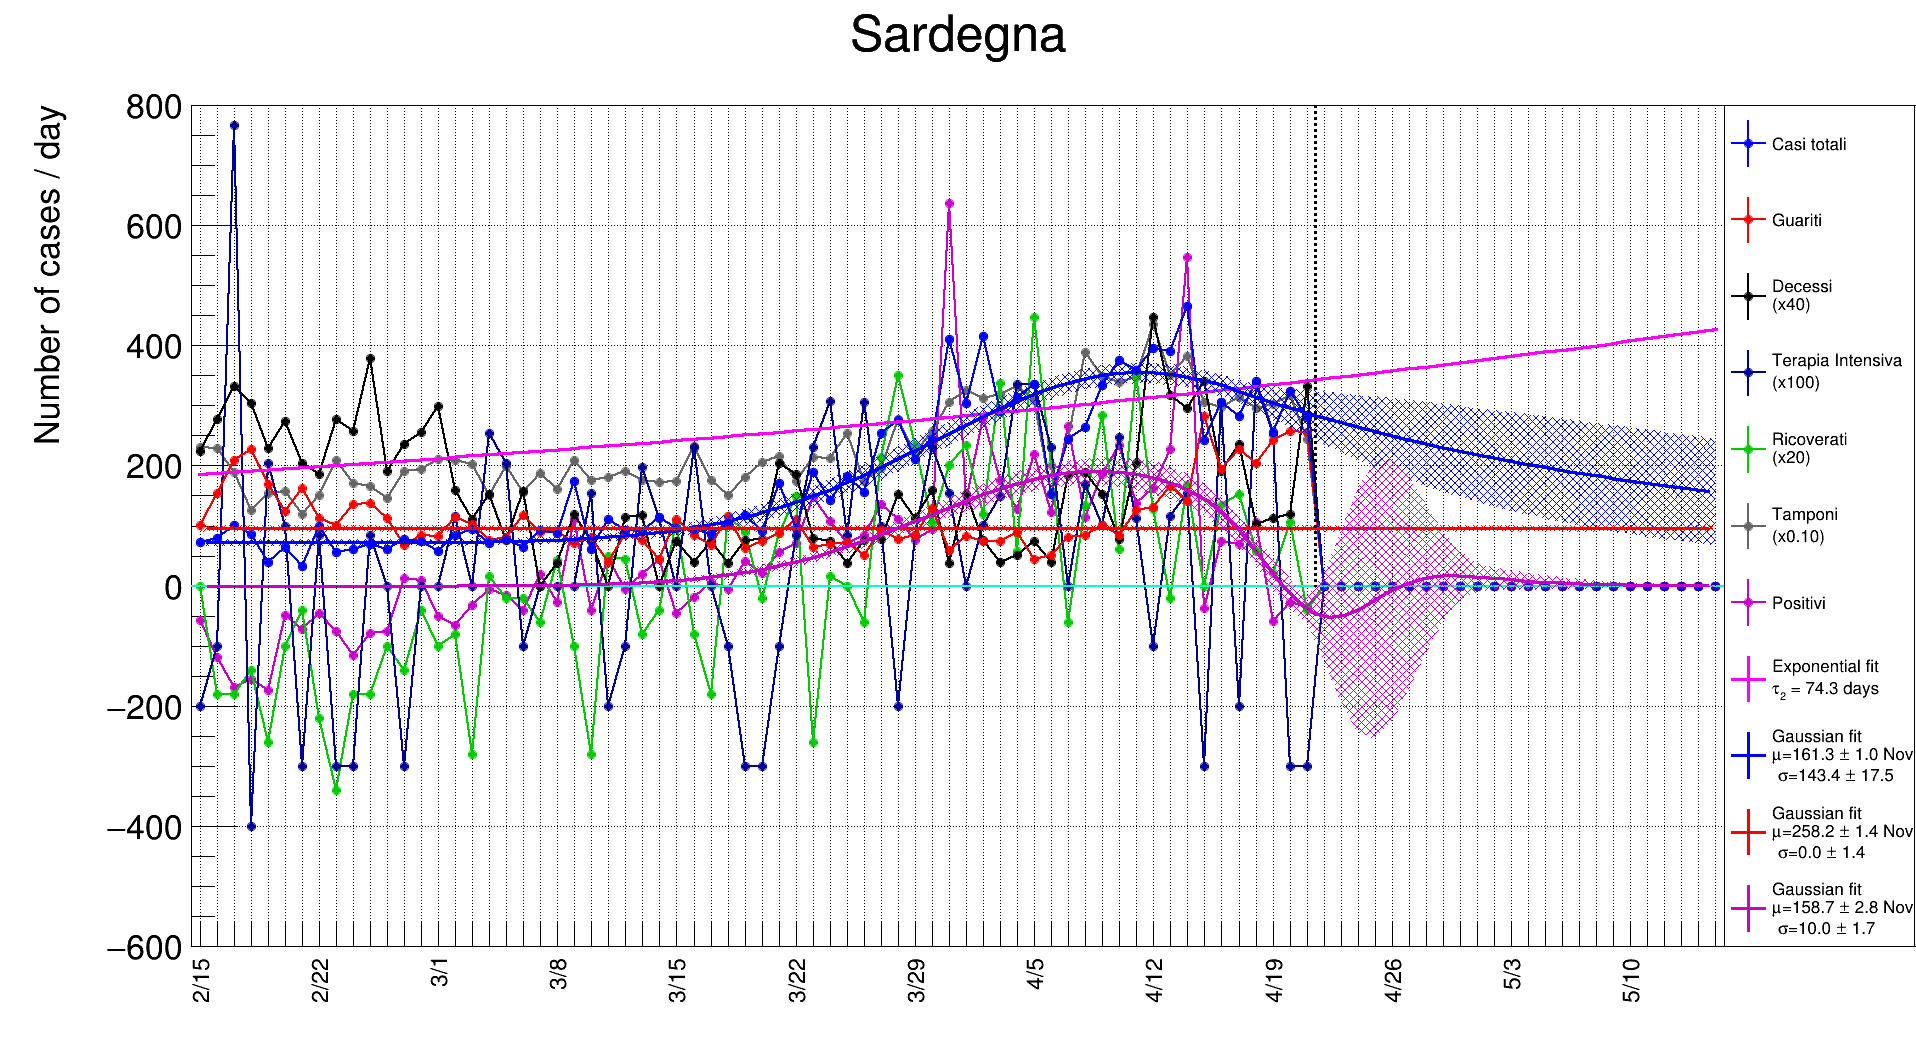 Sardegna
Number of cases / day
800
600
400
200
0
−200
−400
−600
2/15
2/22
3/1
3/8
3/15
3/22
3/29
4/5
4/12
4/19
4/26
5/3
5/10
Casi totali
Guariti
Decessi
(x40)
Terapia Intensiva
(x100)
Ricoverati
(x20)
Tamponi
(x0.10)
Positivi
Exponential fit
τ2 = 74.3 days
Gaussian fit
μ=161.3 ± 1.0 Nov
σ=143.4 ± 17.5
Gaussian fit
μ=258.2 ± 1.4 Nov
σ=0.0 ± 1.4
Gaussian fit
μ=158.7 ± 2.8 Nov
σ=10.0 ± 1.7